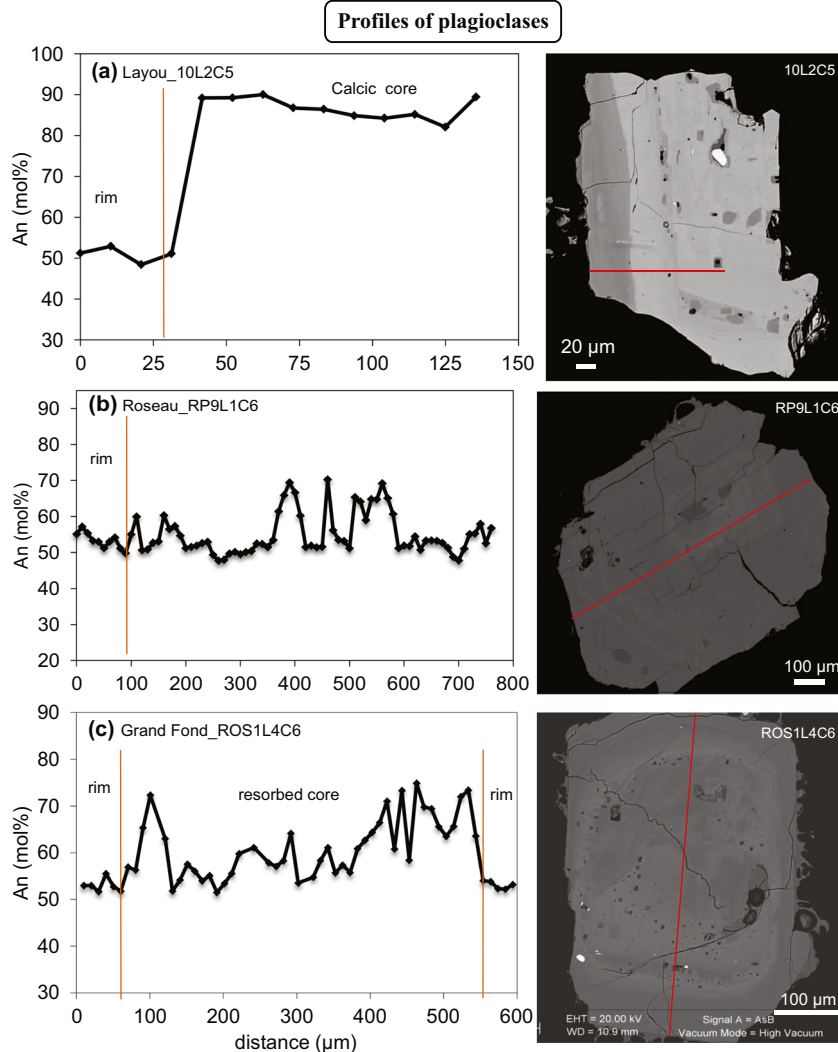 Profiles of plagioclases
(a) Layou_10L2C5
Calcic core
rim
An (mol%)
100
90
80
70
60
50
40
30
0 25 50 75 100 125 150
10L2C5
20 µm
(b) Roseau_RP9L1C6
rim
An (mol%)
90
80
70
60
50
40
30
20
0 100 200 300 400 500 600 700 800
RP9L1C6
100 µm
(c) Grand Fond_ROS1L4C6
rim
resorbed core
rim
An (mol%)
90
80
70
60
50
40
30
0 100 200 300 400 500 600
distance (µm)
ROS1L4C6
100 µm
EHT = 20.00 kV Signal A = AsB
WD = 10.9 mm Vacuum Mode = High Vacuum